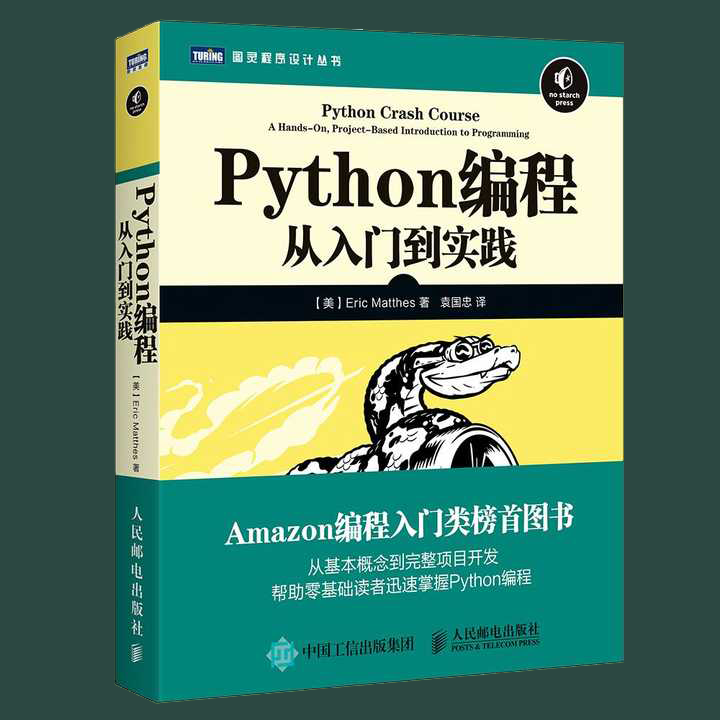 TURING
图灵程序设计丛书
no starch
press
Python Crash Course
A Hands-On, Project-Based Introduction to Programming
Python编程
从入门到实践
【美】Eric Matthes 著 袁国忠 译
Amazon编程入门类榜首图书
从基本概念到完整项目开发
帮助零基础读者迅速掌握Python编程
中国工信出版集团
人民邮电出版社
POSTS & TELECOM PRESS
TURING
no starch
press
Python编程
从入门到实践
【美】Eric Matthes 著
人民邮电出版社